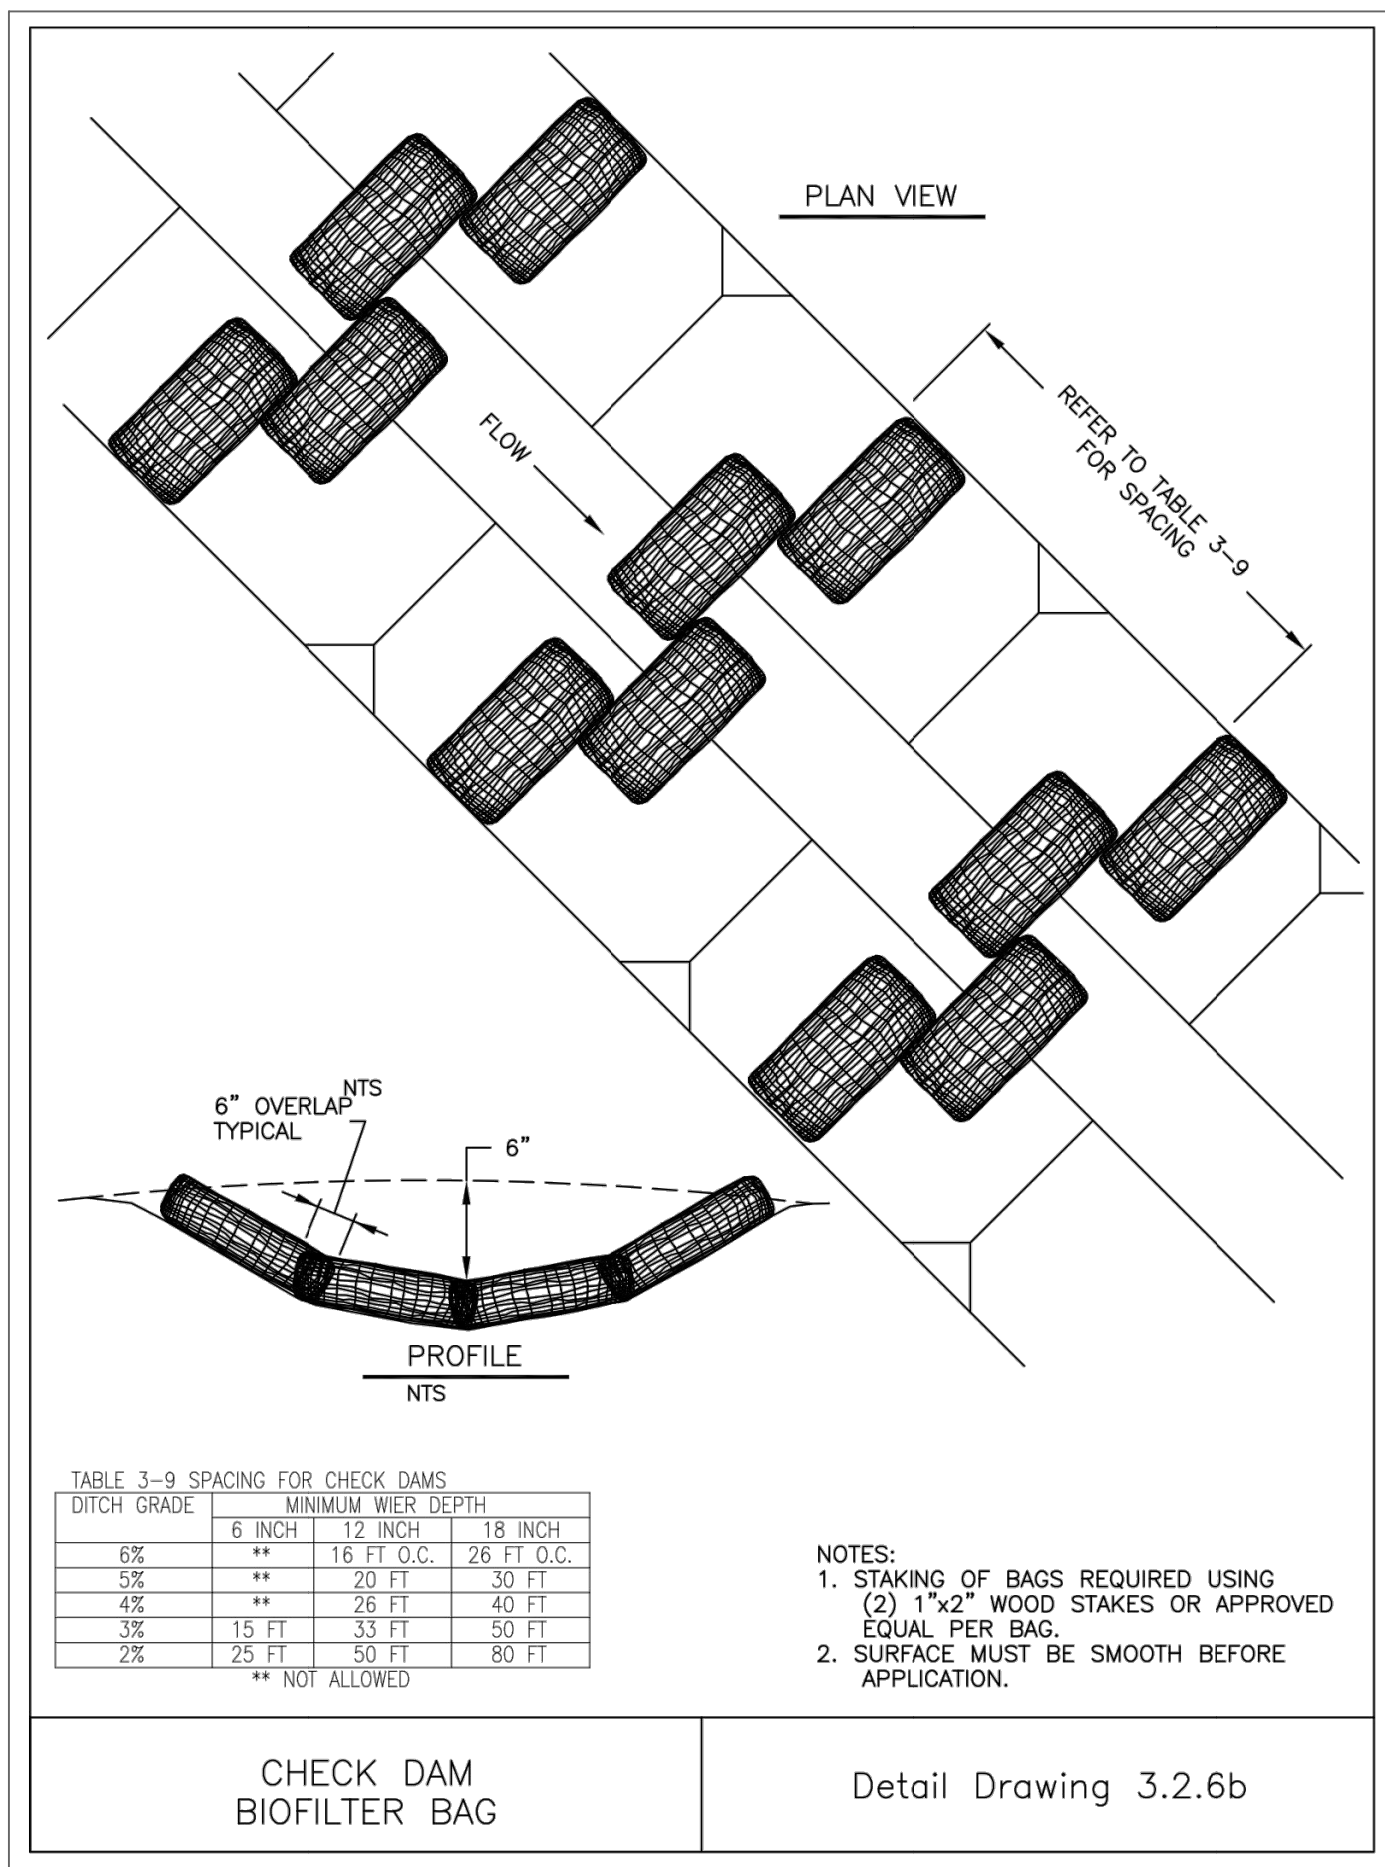 PLAN VIEW
FLOW
REFER TO TABLE 3-9
FOR SPACING
NTS
6" OVERLAP
TYPICAL
6"
PROFILE
NTS
TABLE 3-9 SPACING FOR CHECK DAMS
DITCH GRADE MINIMUM WIER DEPTH
6 INCH 12 INCH 18 INCH
6% ** 16 FT O.C. 26 FT O.C.
5% ** 20 FT 30 FT
4% ** 26 FT 40 FT
3% 15 FT 33 FT 50 FT
2% 25 FT 50 FT 80 FT
** NOT ALLOWED
NOTES:
1. STAKING OF BAGS REQUIRED USING
(2) 1"x2" WOOD STAKES OR APPROVED
EQUAL PER BAG.
2. SURFACE MUST BE SMOOTH BEFORE
APPLICATION.
CHECK DAM
BIOFILTER BAG
Detail Drawing 3.2.6b